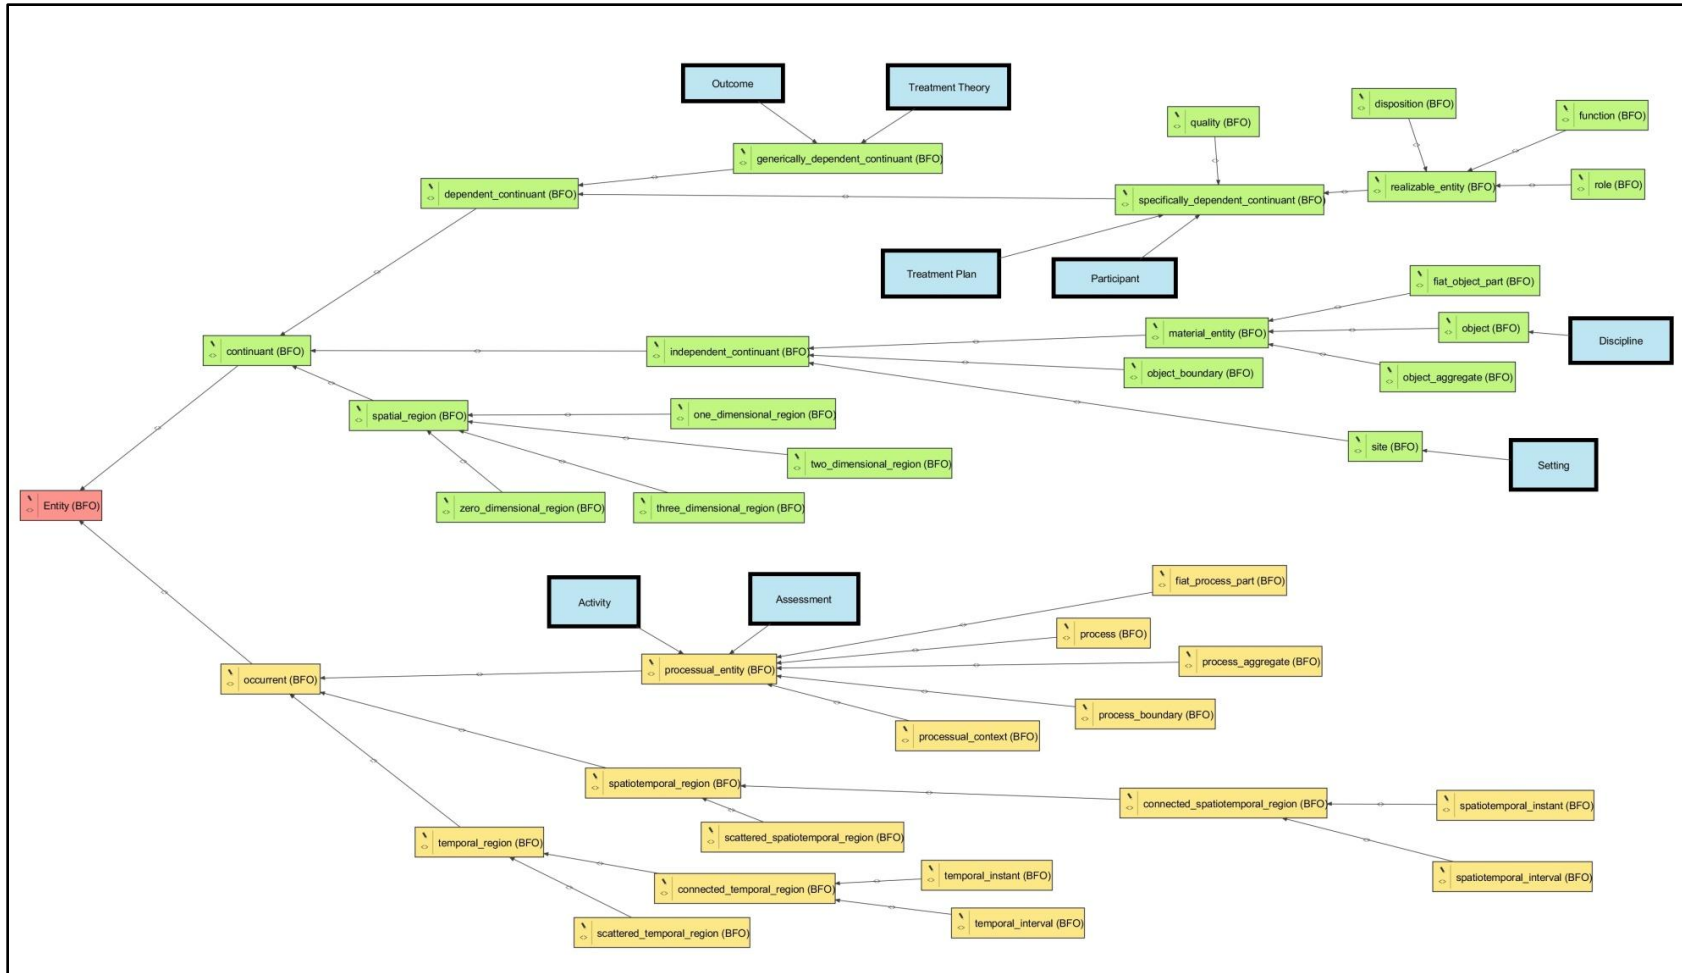 Outcome
Treatment Theory
disposition (BFO)
function (BFO)
quality (BFO)
generically_dependent_continuant (BFO)
dependent_continuant (BFO)
specifically_dependent_continuant (BFO)
realizable_entity (BFO)
role (BFO)
Treatment Plan
Participant
fiat_object_part (BFO)
continuant (BFO)
independent_continuant (BFO)
material_entity (BFO)
object (BFO)
Discipline
object_boundary (BFO)
object_aggregate (BFO)
spatial_region (BFO)
one_dimensional_region (BFO)
two_dimensional_region (BFO)
site (BFO)
Setting
Entity (BFO)
zero_dimensional_region (BFO)
three_dimensional_region (BFO)
Activity
Assessment
fiat_process_part (BFO)
process (BFO)
occurrent (BFO)
processual_entity (BFO)
process_aggregate (BFO)
process_boundary (BFO)
processual_context (BFO)
spatiotemporal_region (BFO)
connected_spatiotemporal_region (BFO)
spatiotemporal_instant (BFO)
temporal_region (BFO)
scattered_spatiotemporal_region (BFO)
connected_temporal_region (BFO)
temporal_instant (BFO)
spatiotemporal_interval (BFO)
scattered_temporal_region (BFO)
temporal_interval (BFO)